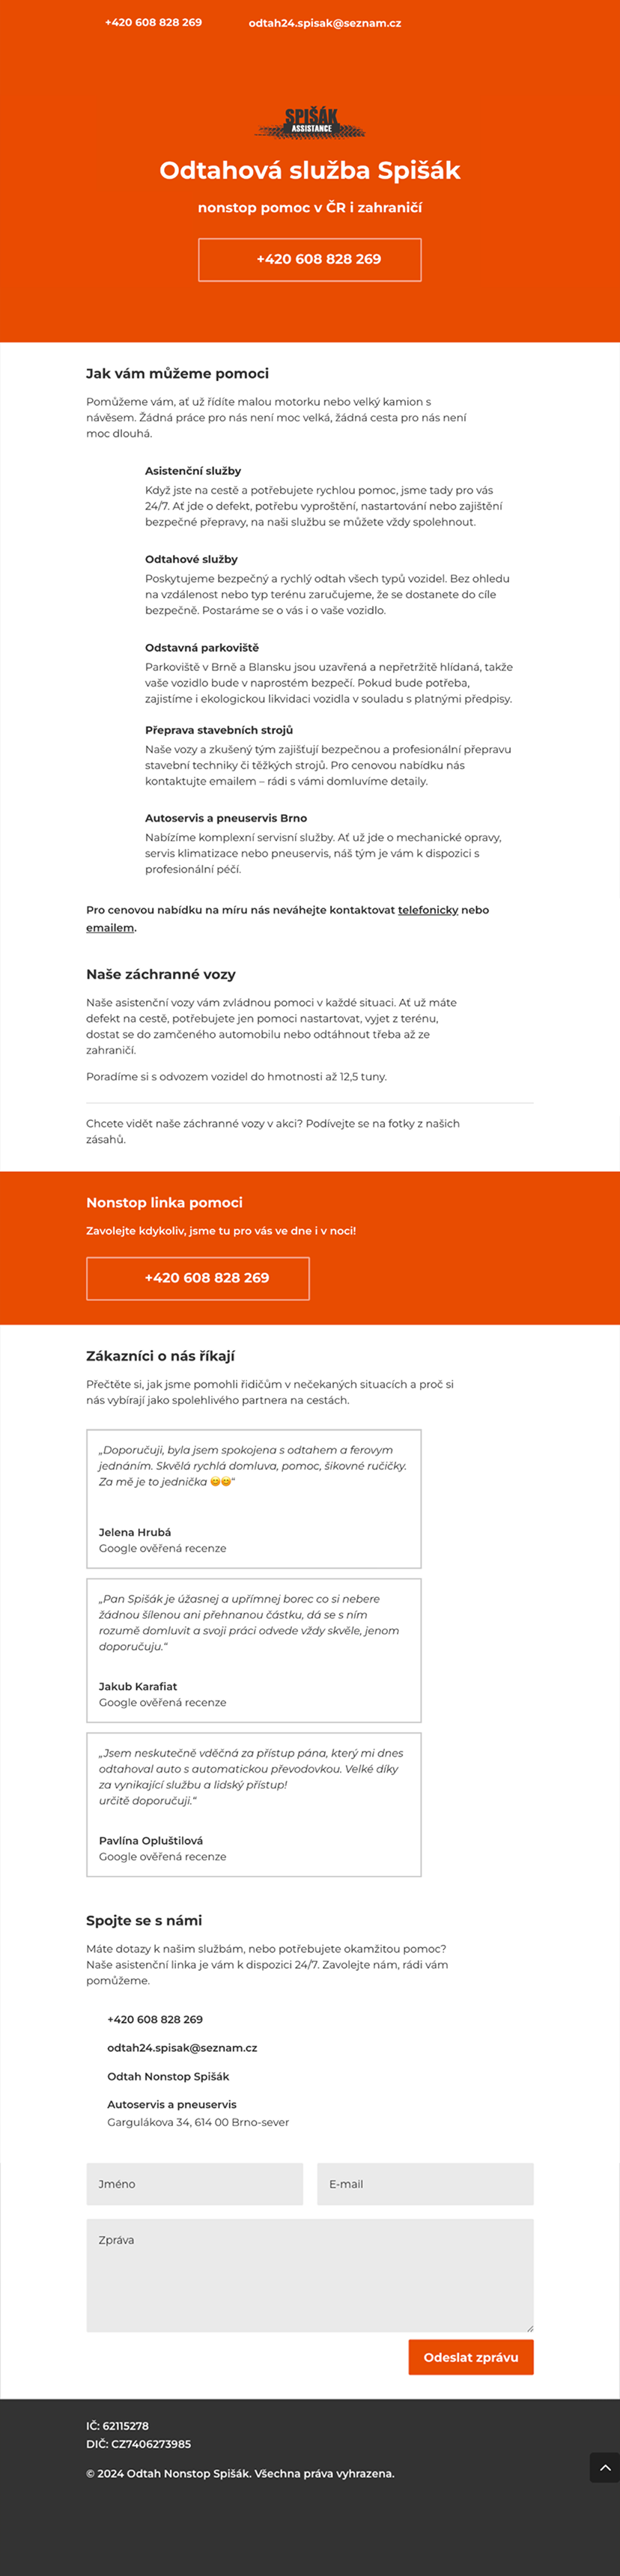 +420 608 828 269
odtah24.spisak@seznam.cz
SPIŠÁK
ASSISTANCE
Odtahová služba Spišák
nonstop pomoc v ČR i zahraničí
+420 608 828 269
Jak vám můžeme pomoci
Pomůžeme vám, ať už řídíte malou motorku nebo velký kamion s
návěsem. Žádná práce pro nás není moc velká, žádná cesta pro nás není
moc dlouhá.
Asistenční služby
Když jste na cestě a potřebujete rychlou pomoc, jsme tady pro vás
24/7. Ať jde o defekt, potřebu vyproštění, nastartování nebo zajištění
bezpečné přepravy, na naši službu se můžete vždy spolehnout.
Odtahové služby
Poskytujeme bezpečný a rychlý odtah všech typů vozidel. Bez ohledu
na vzdálenost nebo typ terénu zaručujeme, že se dostanete do cíle
bezpečně. Postaráme se o vás i o vaše vozidlo.
Odstavná parkoviště
Parkoviště v Brně a Blansku jsou uzavřená a nepřetržitě hlídaná, takže
vaše vozidlo bude v naprostém bezpečí. Pokud bude potřeba,
zajistíme i ekologickou likvidaci vozidla v souladu s platnými předpisy.
Přeprava stavebních strojů
Naše vozy a zkušený tým zajišťují bezpečnou a profesionální přepravu
stavební techniky či těžkých strojů. Pro cenovou nabídku nás
kontaktujte emailem – rádi s vámi domluvíme detaily.
Autoservis a pneuservis Brno
Nabízíme komplexní servisní služby. Ať už jde o mechanické opravy,
servis klimatizace nebo pneuservis, náš tým je vám k dispozici s
profesionální péčí.
Pro cenovou nabídku na míru nás neváhejte kontaktovat telefonicky nebo
emailem.
Naše záchranné vozy
Naše asistenční vozy vám zvládnou pomoci v každé situaci. Ať už máte
defekt na cestě, potřebujete jen pomoci nastartovat, vyjet z terénu,
dostat se do zamčeného automobilu nebo odtáhnout třeba až ze
zahraničí.
Poradíme si s odvozem vozidel do hmotnosti až 12,5 tuny.
Chcete vidět naše záchranné vozy v akci? Podívejte se na fotky z našich
zásahů.
Nonstop linka pomoci
Zavolejte kdykoliv, jsme tu pro vás ve dne i v noci!
+420 608 828 269
Zákazníci o nás říkají
Přečtěte si, jak jsme pomohli řidičům v nečekaných situacích a proč si
nás vybírají jako spolehlivého partnera na cestách.
„Doporučuji, byla jsem spokojena s odtahem a ferovym
jednáním. Skvělá rychlá domluva, pomoc, šikovné ručičky.
Za mě je to jednička 😊😊“
Jelena Hrubá
Google ověřená recenze
„Pan Spišák je úžasnej a upřímnej borec co si nebere
žádnou šílenou ani přehnanou částku, dá se s ním
rozumě domluvit a svoji práci odvede vždy skvěle, jenom
doporučuju.“
Jakub Karafiat
Google ověřená recenze
„Jsem neskutečně vděčná za přístup pána, který mi dnes
odtahoval auto s automatickou převodovkou. Velké díky
za vynikající službu a lidský přístup!
určitě doporučuji.“
Pavlína Opluštilová
Google ověřená recenze
Spojte se s námi
Máte dotazy k našim službám, nebo potřebujete okamžitou pomoc?
Naše asistenční linka je vám k dispozici 24/7. Zavolejte nám, rádi vám
pomůžeme.
+420 608 828 269
odtah24.spisak@seznam.cz
Odtah Nonstop Spišák
Autoservis a pneuservis
Gargulákova 34, 614 00 Brno-sever
Jméno
E-mail
Zpráva
Odeslat zprávu
IČ: 62115278
DIČ: CZ7406273985
© 2024 Odtah Nonstop Spišák. Všechna práva vyhrazena.